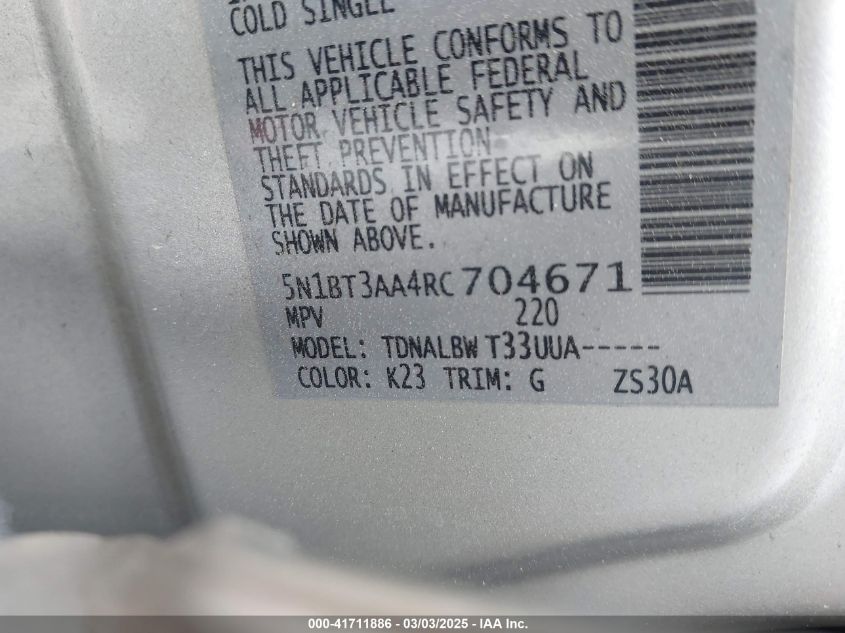 COLD SINGLE
THIS VEHICLE CONFORMS TO
ALL APPLICABLE FEDERAL
MOTOR VEHICLE SAFETY AND
THEFT PREVENTION
STANDARDS IN EFFECT ON
THE DATE OF MANUFACTURE
SHOWN ABOVE.
5N1BT3AA4RC704671
MPV 220
MODEL: TDNALBW T33UUA-----
COLOR: K23 TRIM: G ZS30A
000-41711886 - 03/03/2025 - IAA Inc.